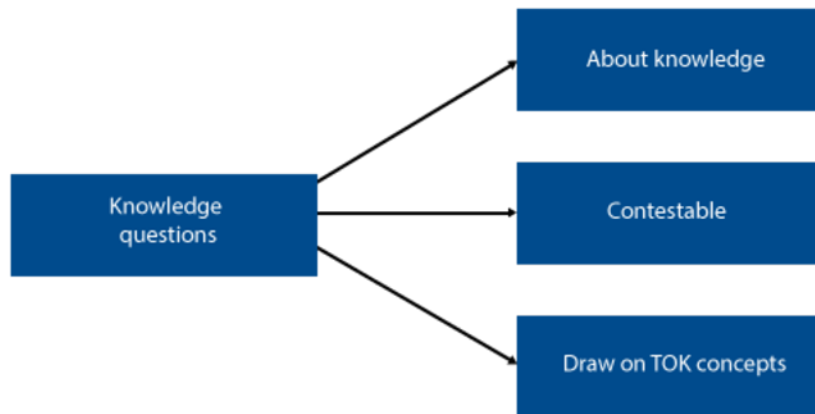 About knowledge
Knowledge
questions
Contestable
Draw on TOK concepts